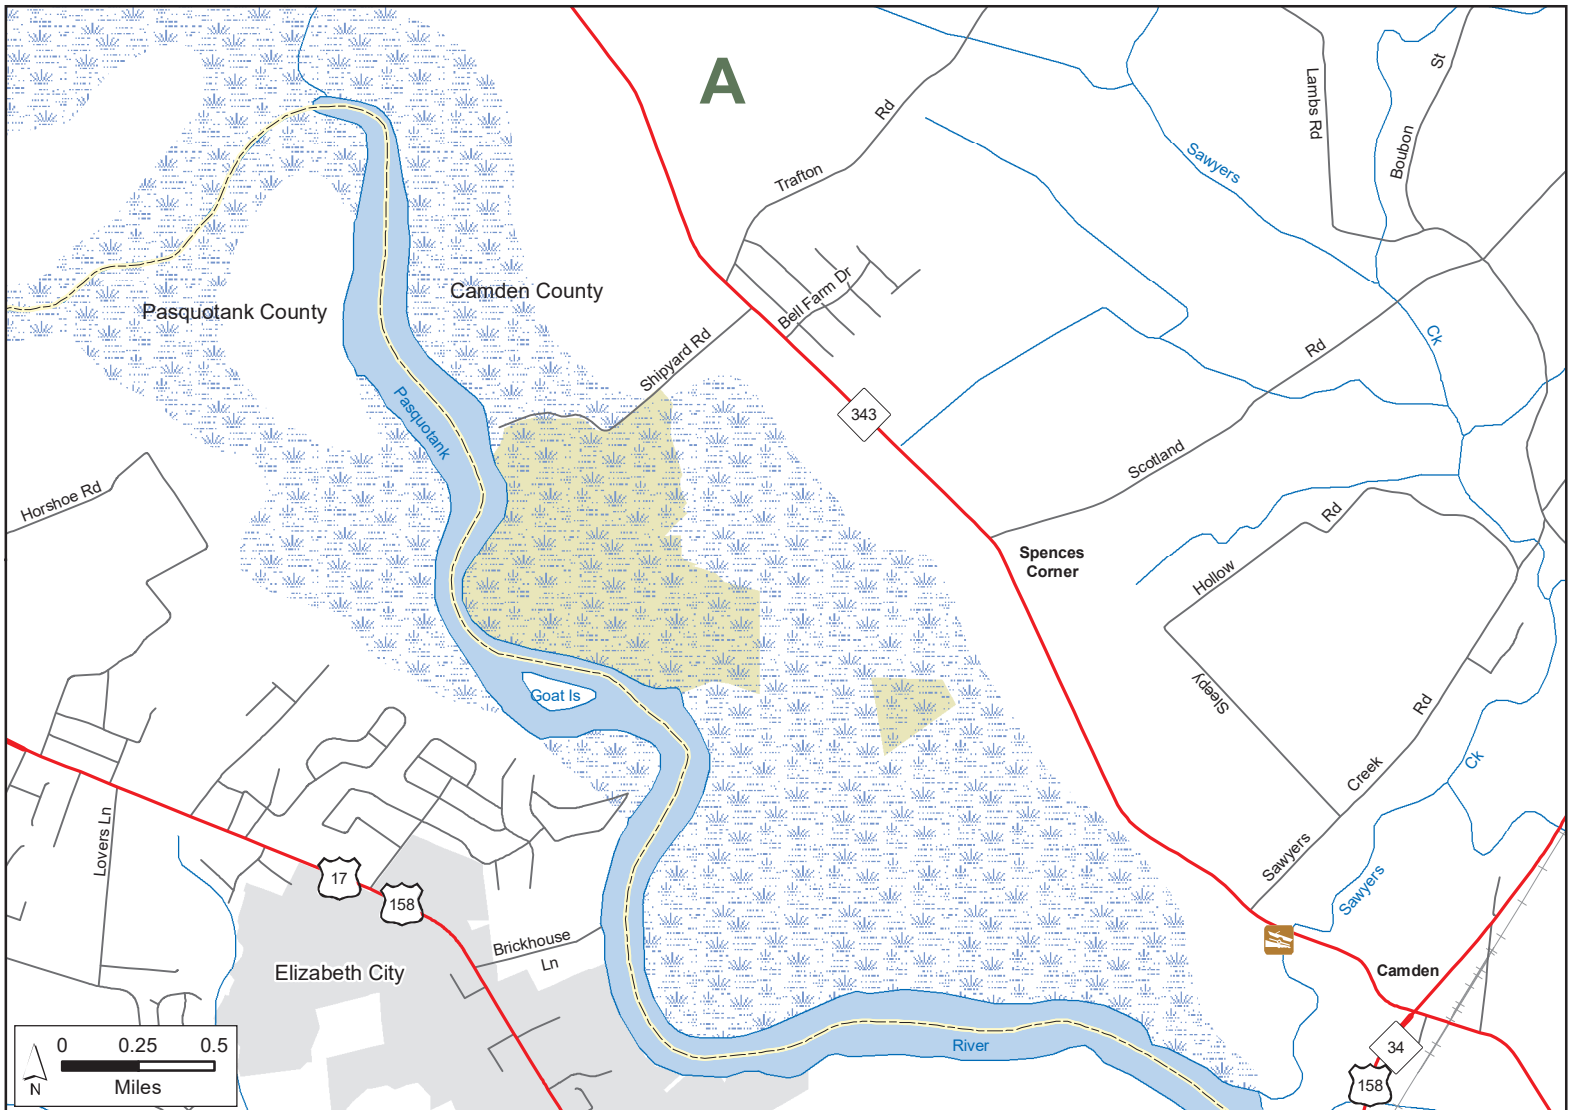 A
Lambs Rd
Boubon
St
Sawyers
Rd
Trafton
Camden County
Pasquotank County
Bell Farm Dr
Shipyard Rd
Ck
Rd
343
Pasquotank
Scotland
Horshoe Rd
Rd
Spences
Corner
Hollow
Goat Is
Sleepy
Rd
Ck
Creek
Lovers Ln
Sawyers
17
158
Sawyers
Brickhouse
Ln
Elizabeth City
Camden
River
34
158
0 0.25 0.5
Miles
N